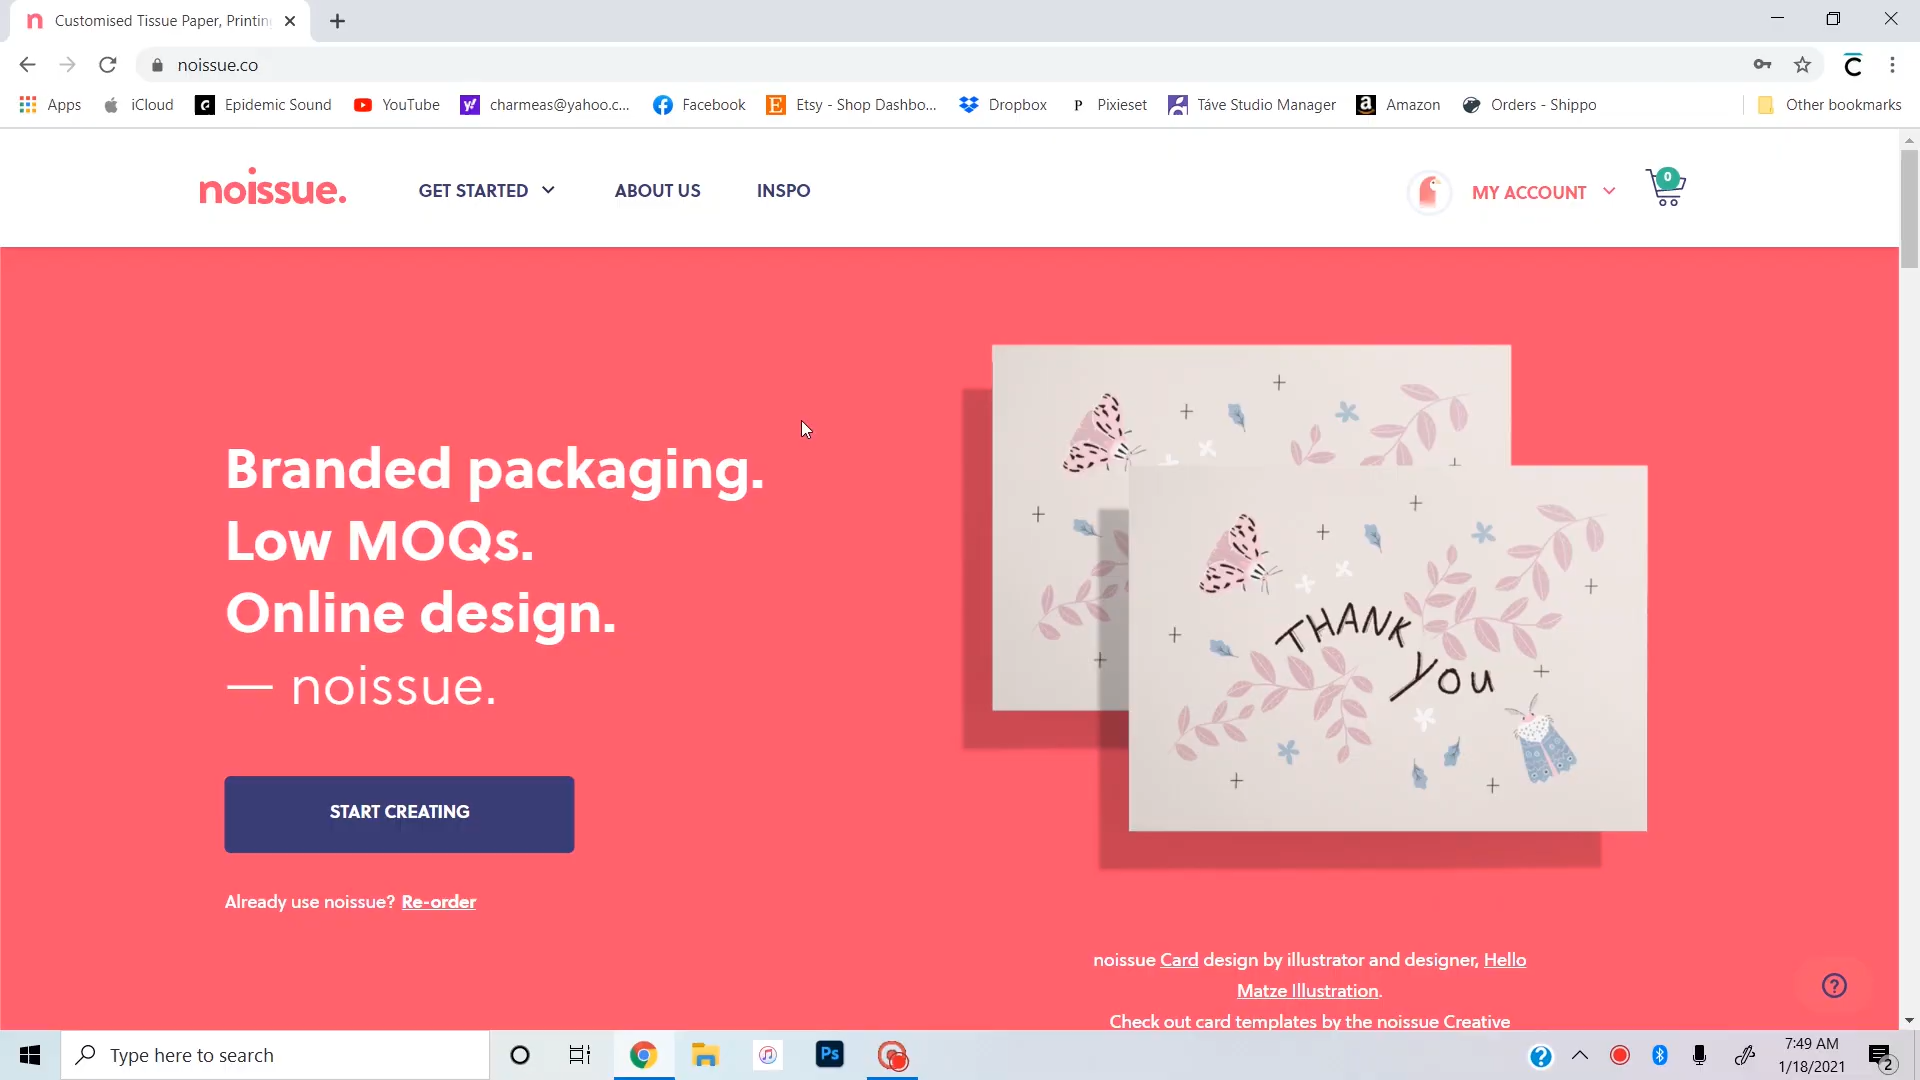 Customised Tissue Paper, Printin
noissue.co
Apps
iCloud
Epidemic Sound
YouTube
charmeas@yahoo.c...
Facebook
Etsy - Shop Dashbo...
Dropbox
Pixieset
Táve Studio Manager
Amazon
Orders - Shippo
Other bookmarks
noissue.
GET STARTED
ABOUT US
INSPO
MY ACCOUNT
0
Branded packaging.
Low MOQs.
Online design.
— noissue.
START CREATING
Already use noissue? Re-order
THANK
you
noissue Card design by illustrator and designer, Hello
Matze Illustration.
Check out card templates by the noissue Creative
Type here to search
Ps
7:49 AM
1/18/2021
2